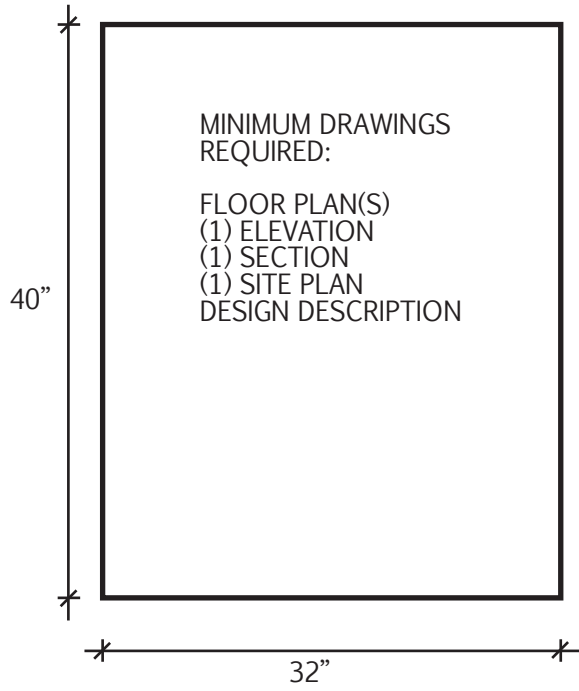 MINIMUM DRAWINGS
REQUIRED:
FLOOR PLAN(S)
(1) ELEVATION
(1) SECTION
(1) SITE PLAN
DESIGN DESCRIPTION
40”
32”